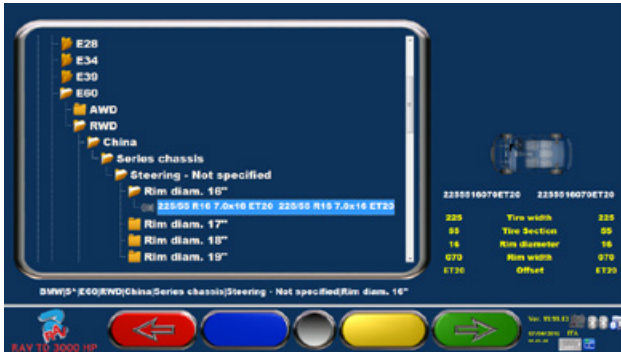 E28
E34
E39
E60
AWD
RWD
China
Series chassis
Steering - Not specified
Rim diam. 16"
225/55 R16 7.0x16 ET20 225/55 R16 7.0x16 ET20
Rim diam. 17"
Rim diam. 18"
Rim diam. 19"
2255516070ET20 2255516070ET20
225 Tire width 225
55 Tire Section 55
16 Rim diameter 16
070 Rim width 070
ET20 Offset ET20
BMW|5*|E60|RWD|China|Series chassis|Steering - Not specified|Rim diam. 16"
RAV TD 3000 HP
ITA